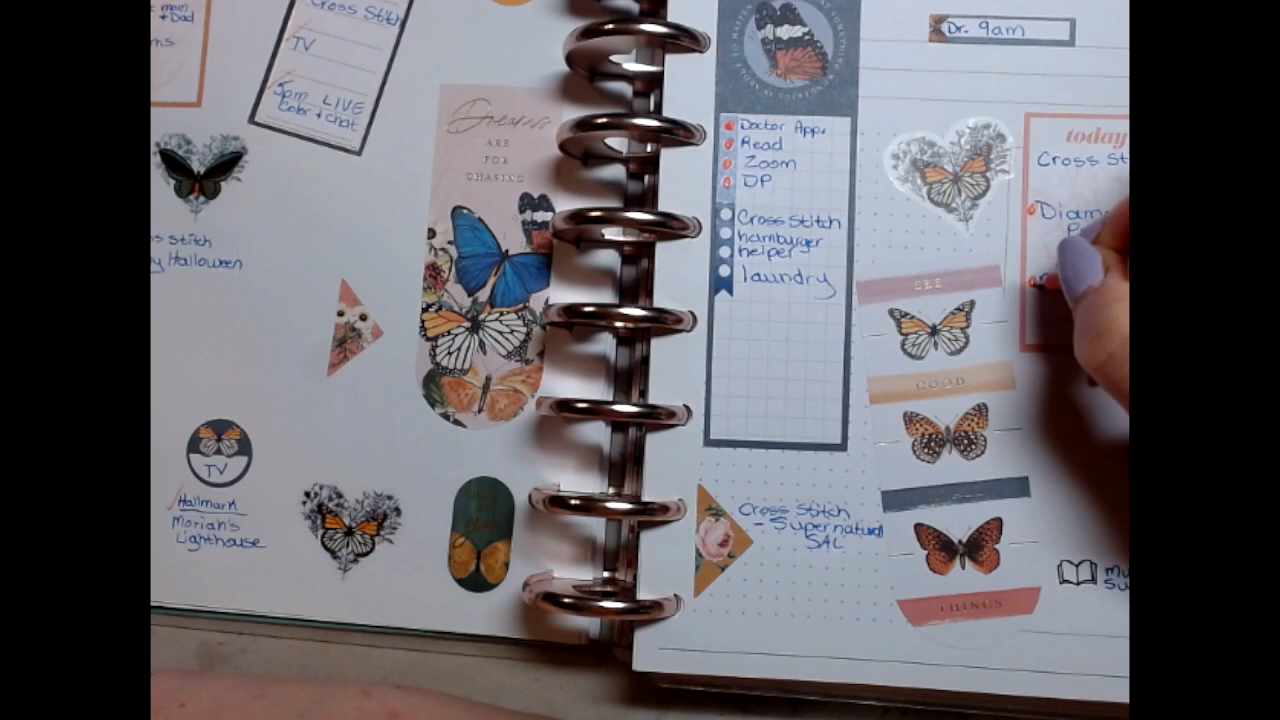 mom
+ Dad
ms
Cross Stitch
TV
5pm LIVE
Color + chat
Stitch
y Halloween
TV
Hallmark
Moriah's
Lighthouse
Dreams
ARE
FOR
CHASING
Doctor App.
Read
Zoom
DP
Cross Stitch
hamburger
helper
laundry
Cross Stitch
- Supernatural
SAL
Dr. 9am
SEE
GOOD
THINGS
today
Cross St
Diam